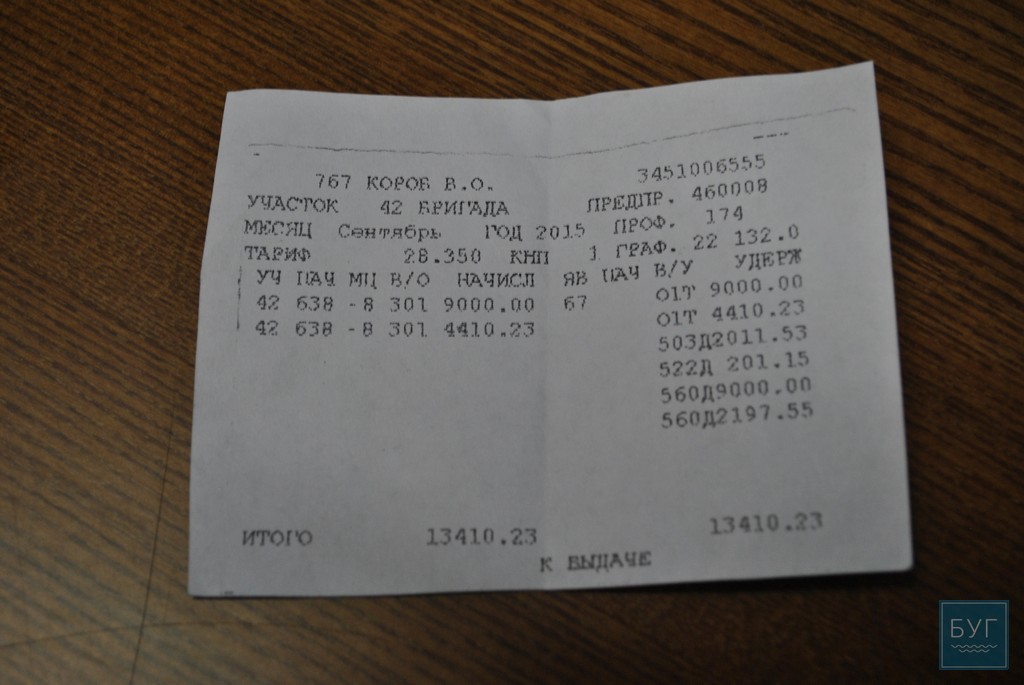 767 КОРОБ В.О. 3451006555
УЧАСТОК 42 БРИГАДА ПРЕДПР. 460008
МЕСЯЦ Сентябрь ГОД 2015 ПРОФ. 174
ТАРИФ 28.350 КНП 1 ГРАФ. 22 132.0
УЧ ЦАЧ МЦ В/О НАЧИСЛ ЯВ ЦАЧ В/У УДЕРЖ
42 638 -8 301 9000.00 67 01Т 9000.00
42 638 -8 301 4410.23 01Т 4410.23
503Д2011.53
522Д 201.15
560Д9000.00
560Д2197.55
ИТОГО 13410.23 13410.23
К ВЫДАЧЕ
БУГ